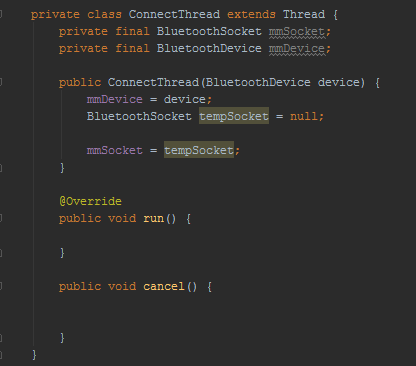 private class ConnectThread extends Thread {
private final BluetoothSocket mmSocket;
private final BluetoothDevice mmDevice;
public ConnectThread(BluetoothDevice device) {
mmDevice = device;
BluetoothSocket tempSocket = null;
mmSocket = tempSocket;
}
@Override
public void run() {
}
public void cancel() {
}
}